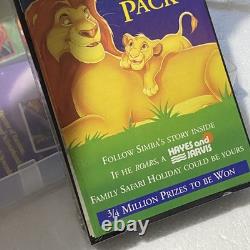 PACK
FOLLOW SIMBA'S STORY INSIDE
IF HE ROARS, A HAYES and JARVIS
FAMILY SAFARI HOLIDAY COULD BE YOURS
3/4 MILLION PRIZES TO BE WON